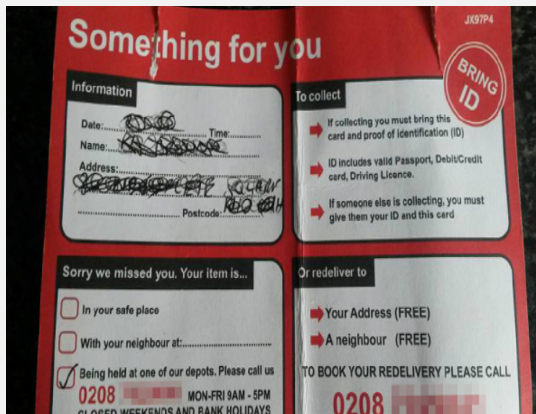 JX97P4
Something for you
BRING
ID
Information
Date:
Time:
Name:
Address:
Postcode:
To collect
If collecting you must bring this
card and proof of identification (ID)
ID includes valid Passport, Debit/Credit
card, Driving Licence.
If someone else is collecting, you must
give them your ID and this card
Sorry we missed you. Your item is...
In your safe place
With your neighbour at:
Being held at one of our depots. Please call us
0208
MON-FRI 9AM - 5PM
CLOSED WEEKENDS AND BANK HOLIDAYS
Or redeliver to
Your Address (FREE)
A neighbour (FREE)
TO BOOK YOUR REDELIVERY PLEASE CALL
0208